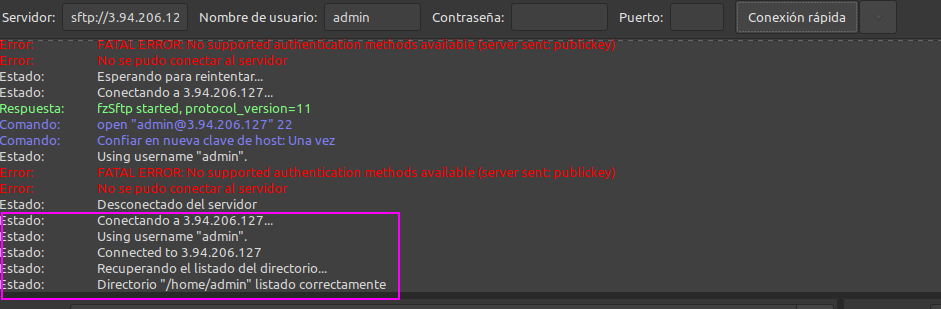 Servidor: sftp://3.94.206.12 Nombre de usuario: admin Contraseña: Puerto: Conexión rápida
Error: FATAL ERROR: No supported authentication methods available (server sent: publickey)
Error: No se pudo conectar al servidor
Estado: Esperando para reintentar...
Estado: Conectando a 3.94.206.127...
Respuesta: fzSftp started, protocol_version=11
Comando: open "admin@3.94.206.127" 22
Comando: Confiar en nueva clave de host: Una vez
Estado: Using username "admin".
Error: FATAL ERROR: No supported authentication methods available (server sent: publickey)
Error: No se pudo conectar al servidor
Estado: Desconectado del servidor
Estado: Conectando a 3.94.206.127...
Estado: Using username "admin".
Estado: Connected to 3.94.206.127
Estado: Recuperando el listado del directorio...
Estado: Directorio "/home/admin" listado correctamente